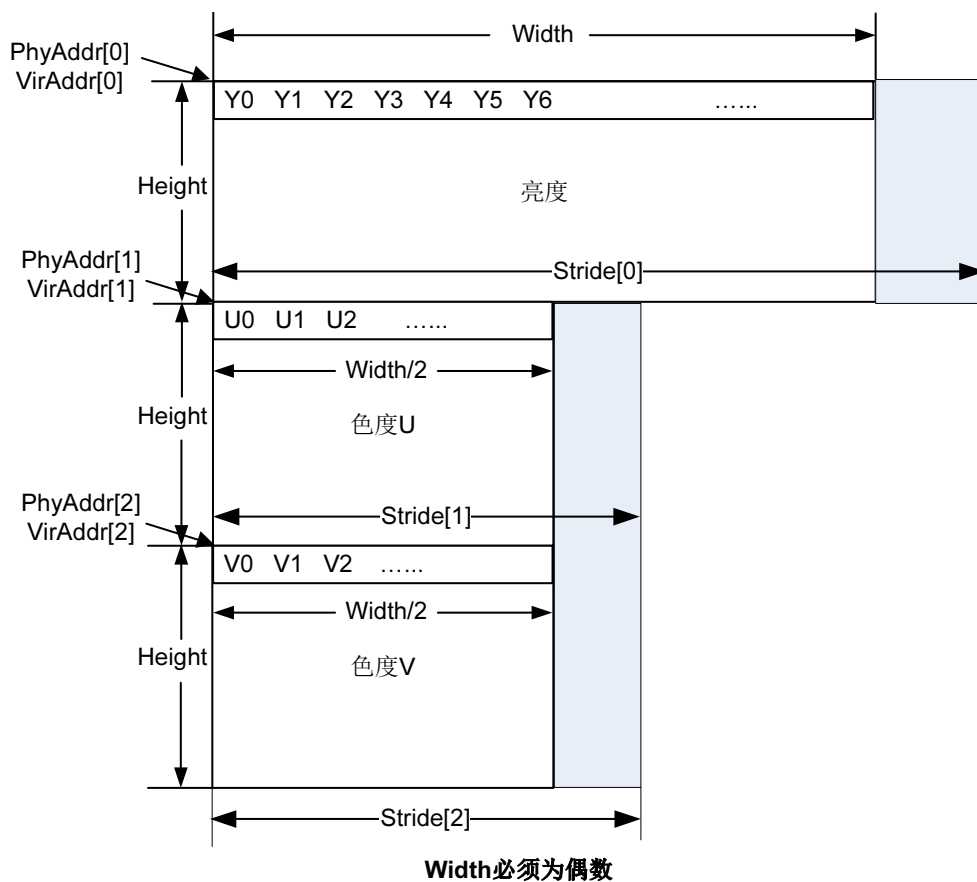 Width
PhyAddr[0]
VirAddr[0]
Y0 Y1 Y2 Y3 Y4 Y5 Y6 …...
Height
亮度
PhyAddr[1]
VirAddr[1]
Stride[0]
U0 U1 U2 …...
Width/2
Height
色度U
PhyAddr[2]
VirAddr[2]
Stride[1]
V0 V1 V2 …...
Width/2
Height
色度V
Stride[2]
Width必须为偶数